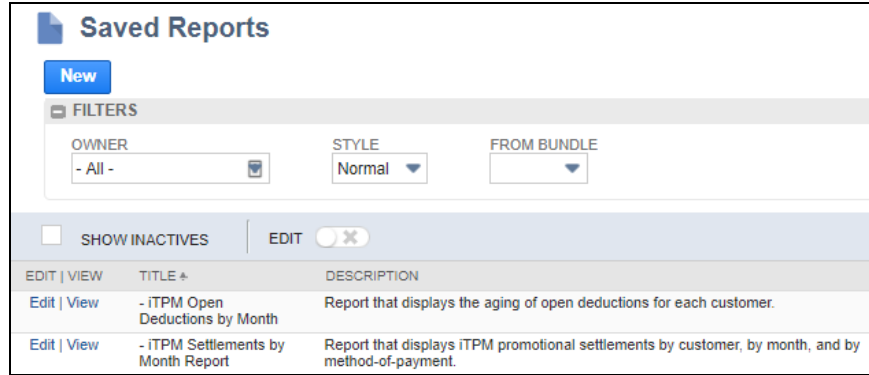 Saved Reports
New
FILTERS
OWNER STYLE FROM BUNDLE
- All - Normal
SHOW INACTIVES EDIT
EDIT | VIEW TITLE DESCRIPTION
Edit | View - iTPM Open Report that displays the aging of open deductions for each customer.
Deductions by Month
Edit | View - iTPM Settlements by Report that displays iTPM promotional settlements by customer, by month, and by
Month Report method-of-payment.